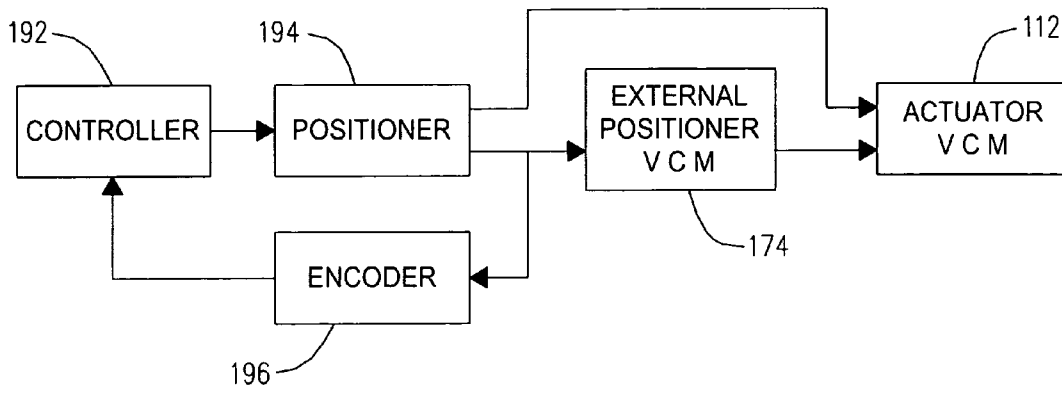 192
194
112
CONTROLLER
POSITIONER
EXTERNAL
POSITIONER
V C M
ACTUATOR
V C M
174
ENCODER
196